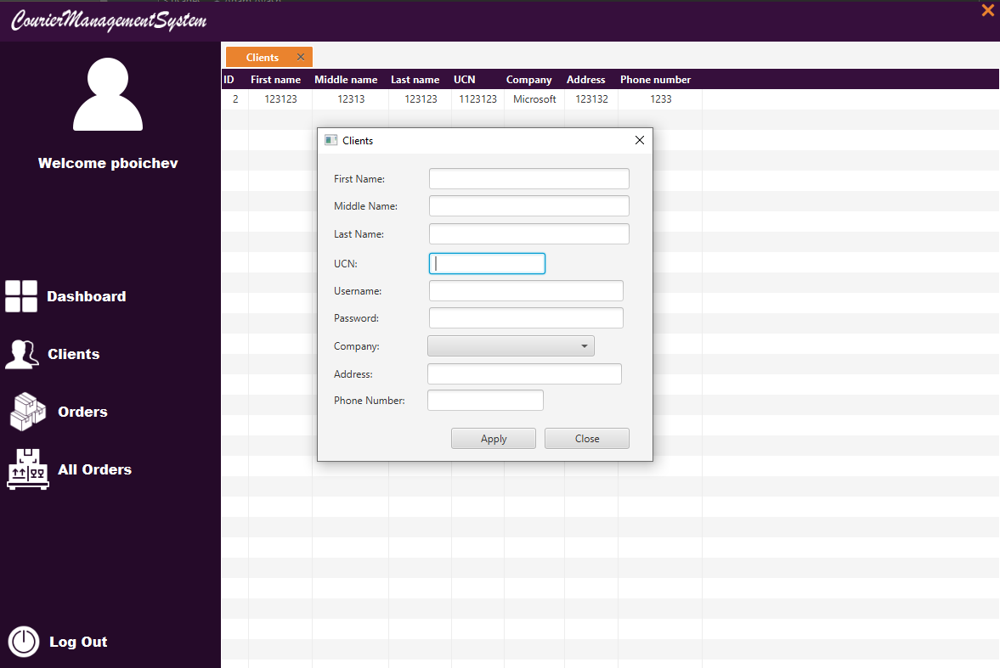 CourierManagementSystem
Welcome pboichev
Dashboard
Clients
Orders
All Orders
Log Out
Clients
ID First name Middle name Last name UCN Company Address Phone number
2 123123 12313 123123 1123123 Microsoft 123132 1233
Clients
First Name:
Middle Name:
Last Name:
UCN:
Username:
Password:
Company:
Address:
Phone Number:
Apply Close